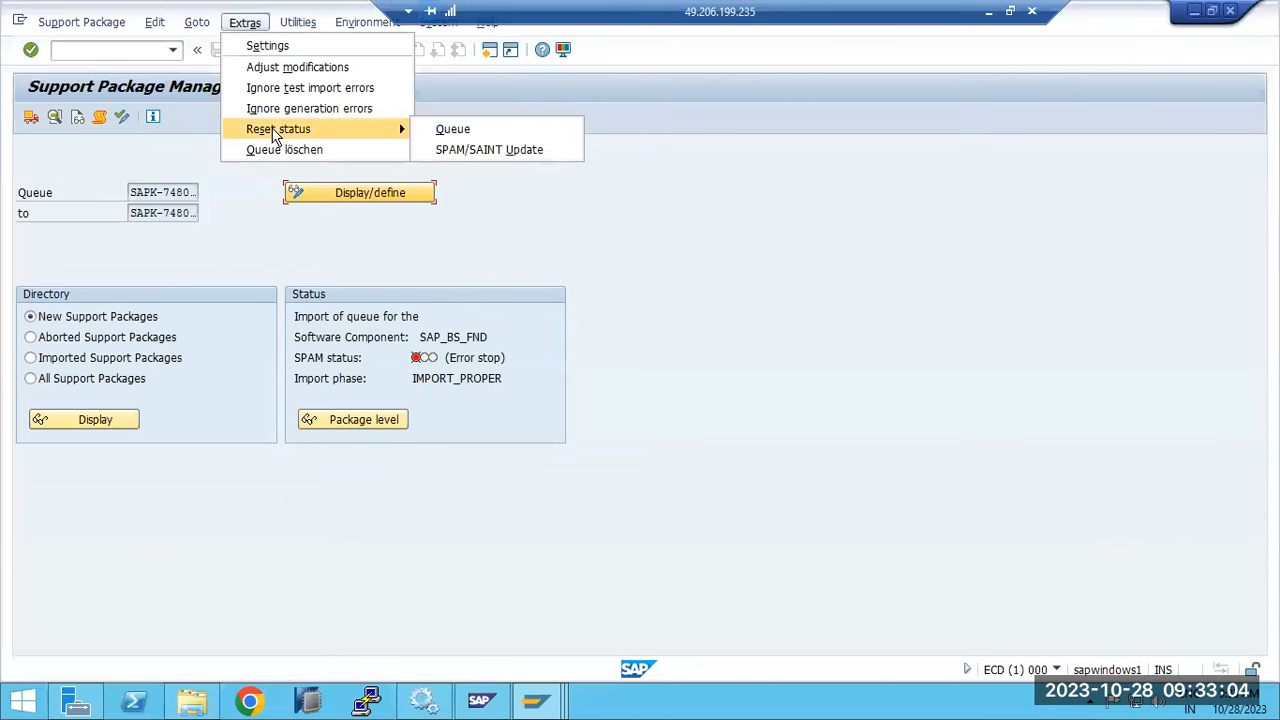 49.206.199.235
Support Package Edit Goto Extras Utilities Environment System Help
Settings
Support Package Manag
Adjust modifications
Ignore test import errors
Ignore generation errors
Reset status
Queue löschen
Queue
SPAM/SAINT Update
Queue SAPK-7480... Display/define
to SAPK-7480...
Directory
New Support Packages
Aborted Support Packages
Imported Support Packages
All Support Packages
Display
Status
Import of queue for the
Software Component: SAP_BS_FND
SPAM status: (Error stop)
Import phase: IMPORT_PROPER
Package level
SAP
ECD (1) 000 sapwindows1 INS
SAP
2023-10-28 09:33:04
IN 10/28/2023